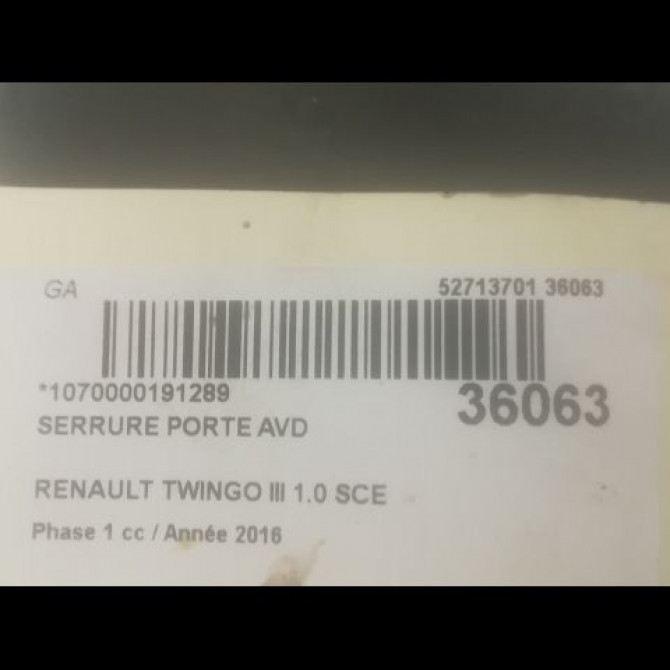 GA 52713701 36063
*1070000191289 36063
SERRURE PORTE AVD
RENAULT TWINGO III 1.0 SCE
Phase 1 cc / Année 2016